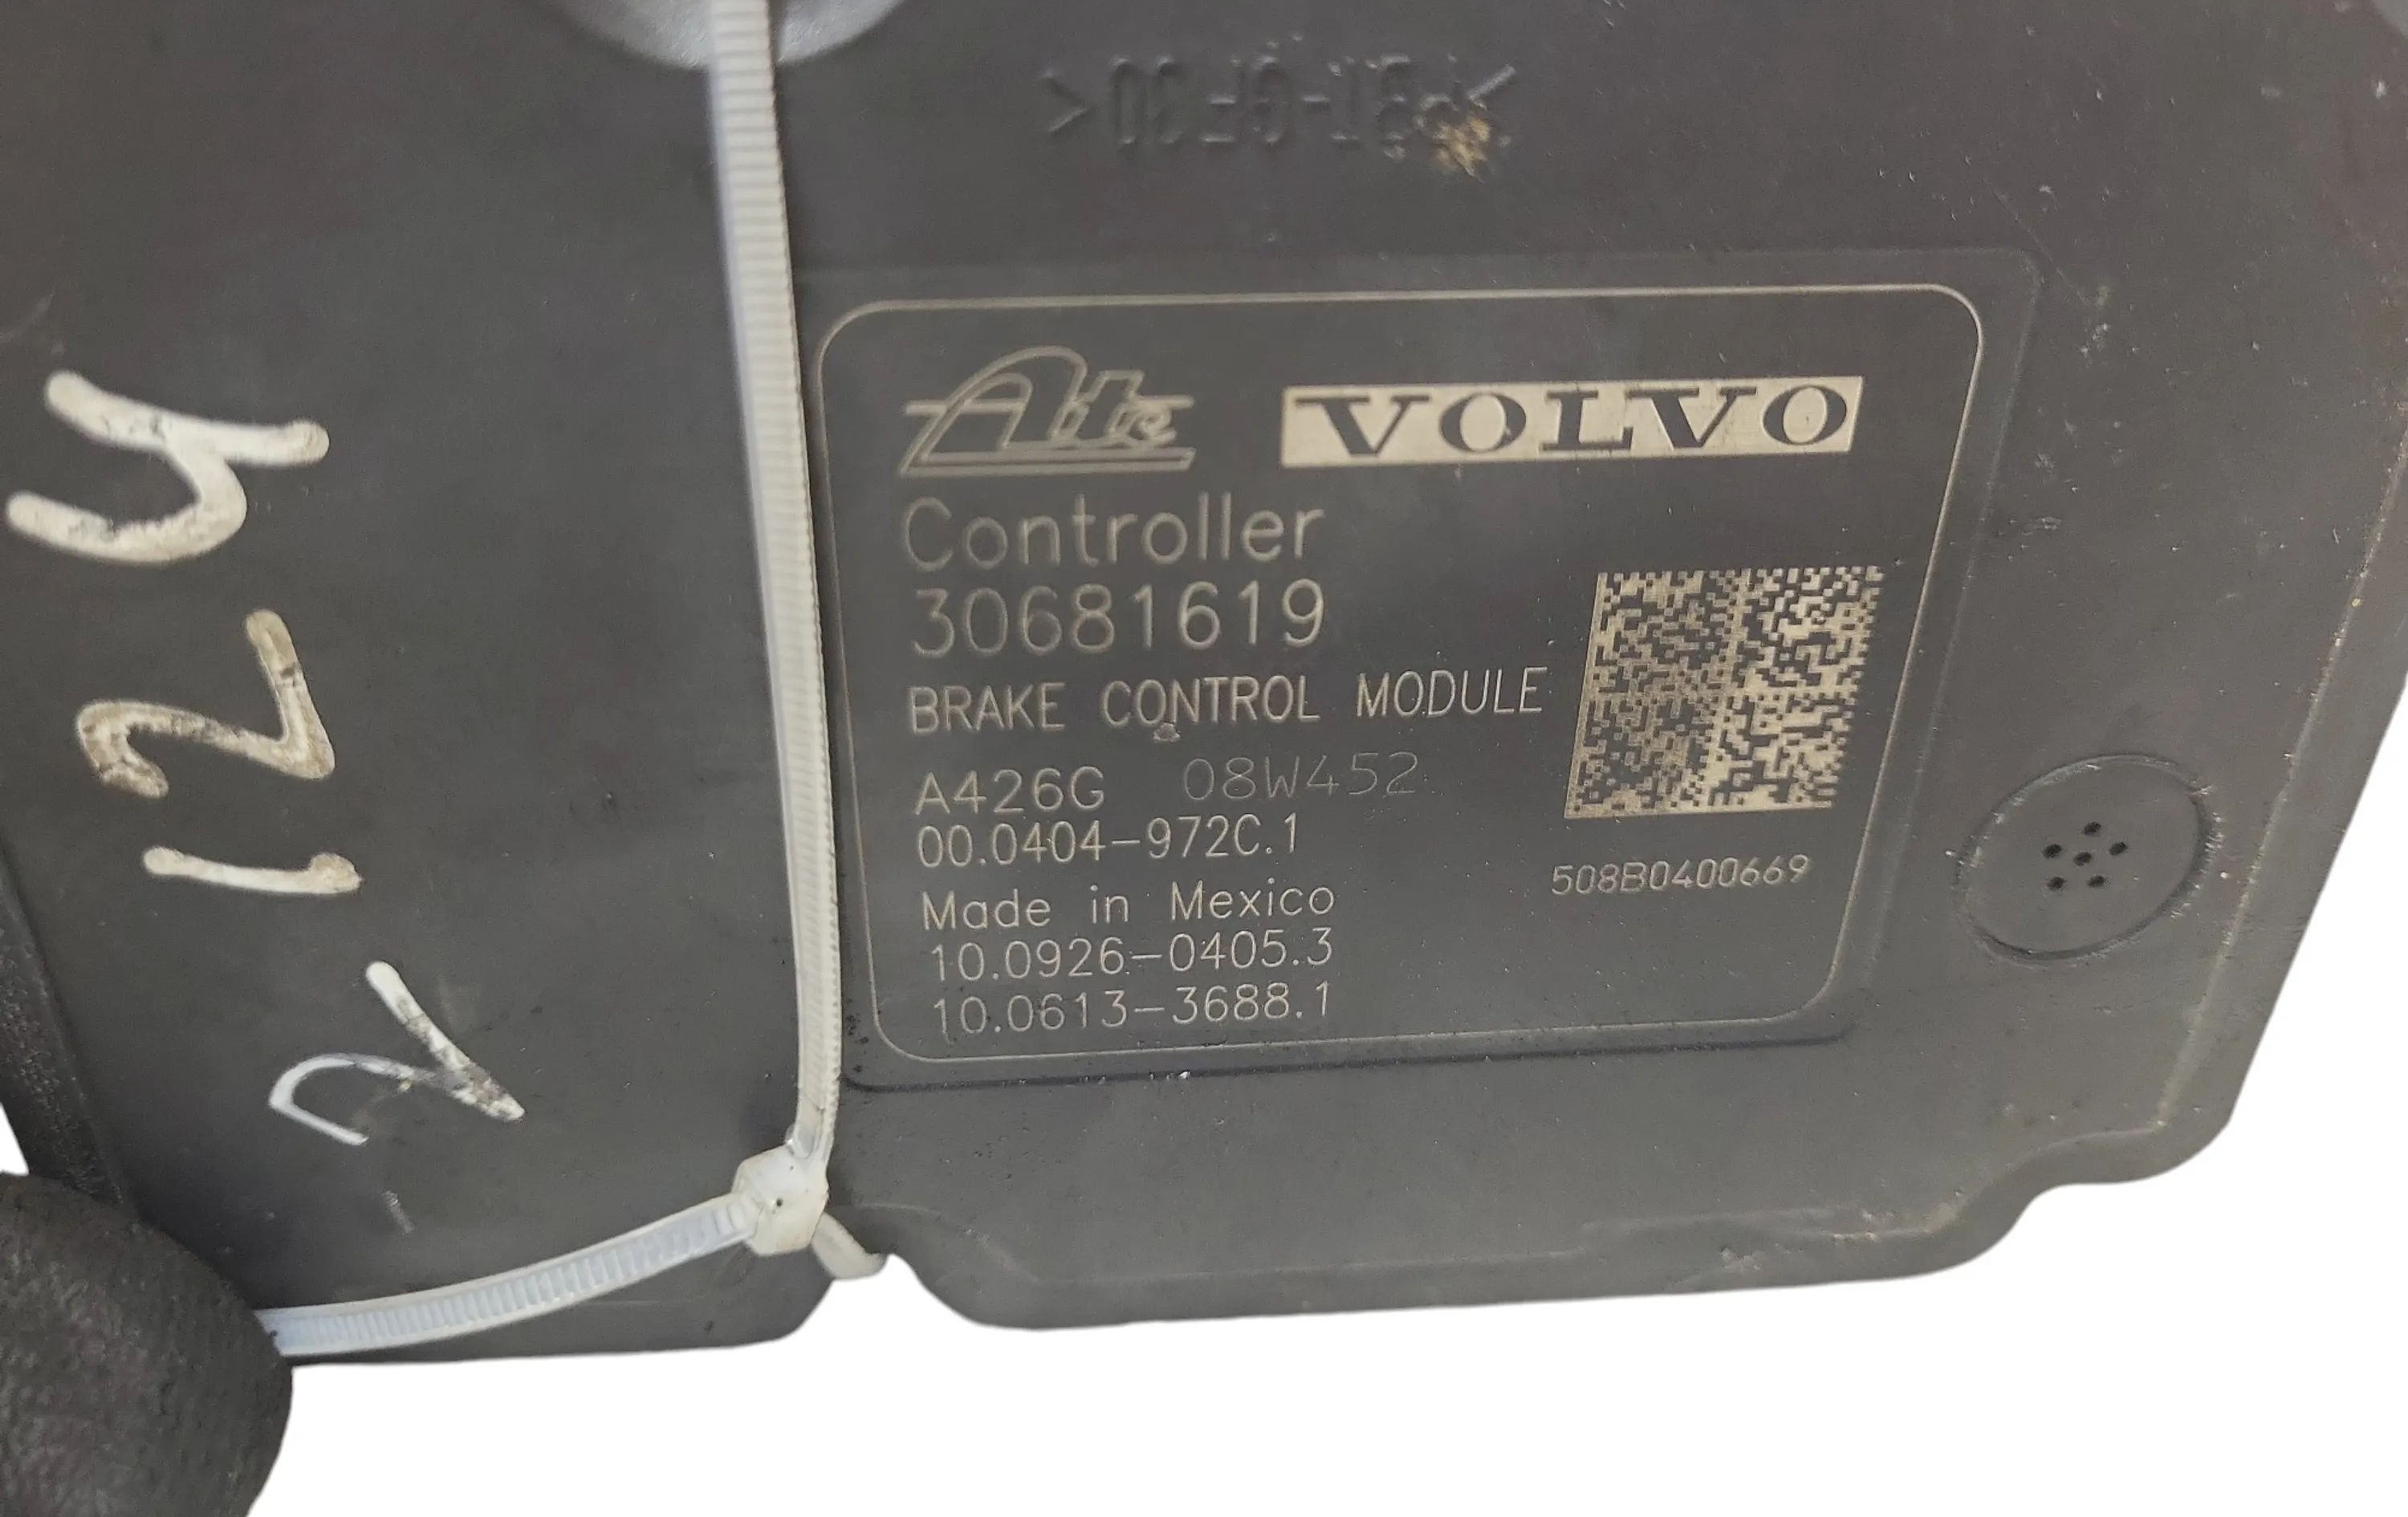 >PBT-GF30<
Ate VOLVO
Controller
30681619
BRAKE CONTROL MODULE
A426G 08W452
00.0404-972C.1
508B0400669
Made in Mexico
10.0926-0405.3
10.0613-3688.1
2124